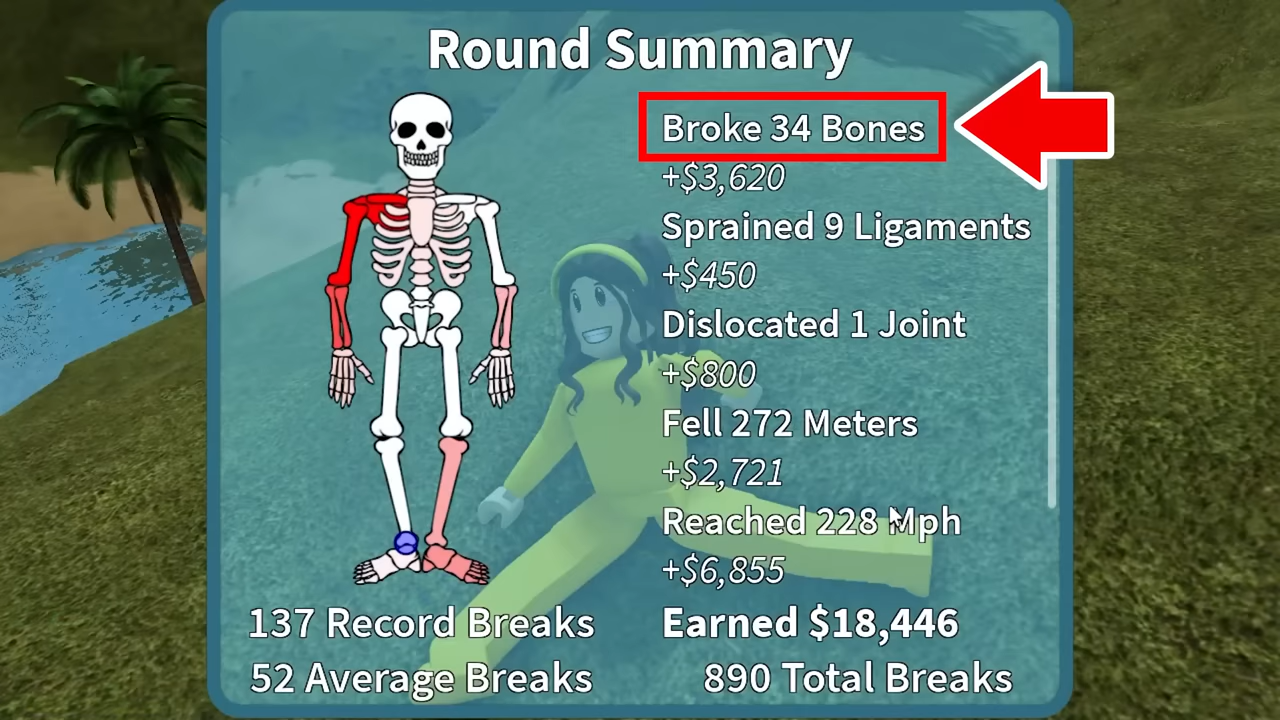 Round Summary
Broke 34 Bones
+$3,620
Sprained 9 Ligaments
+$450
Dislocated 1 Joint
+$800
Fell 272 Meters
+$2,721
Reached 228 Mph
+$6,855
Earned $18,446
137 Record Breaks
52 Average Breaks
890 Total Breaks